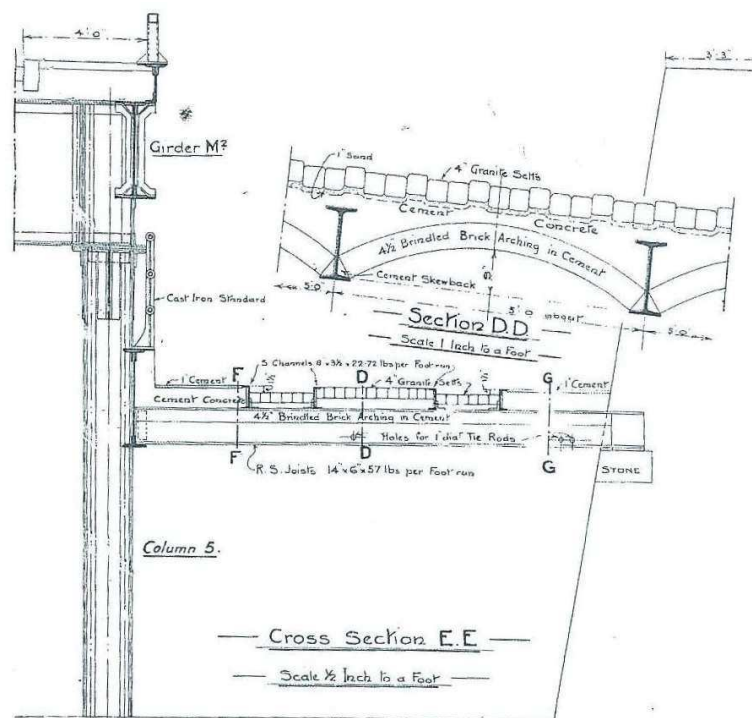 4'·0"
3'·3"
Girder M2
1" Sand
4" Granite Setts
Cement Concrete
4½ Brindled Brick Arching in Cement
Cement Skewback
5'·0"
5'·0 about
5'·0"
Section D.D
Scale 1 Inch to a Foot
Cast Iron Standard
5 Channels 8 × 3½ × 22·72 lbs per Foot run
1" Cement
F
D
4" Granite Setts
G
1" Cement
Cement Concrete
4½" Brindled Brick Arching in Cement
Holes for 1" diar Tie Rods
F
D
G
R.S. Joists 14" × 6" × 57 lbs per Foot run
STONE
Column 5.
Cross Section E.E
Scale ½ Inch to a Foot